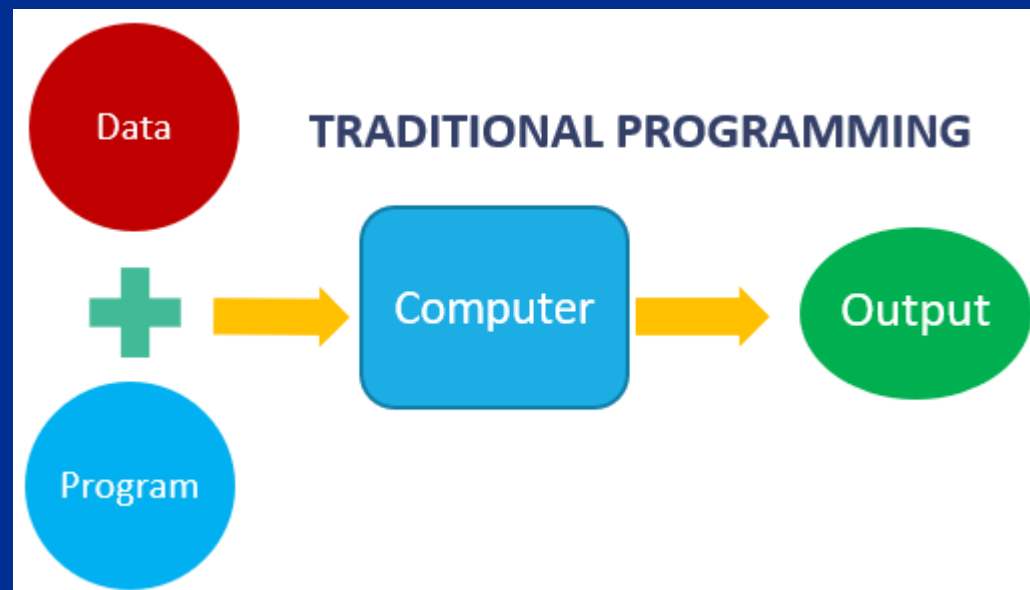 Data
TRADITIONAL PROGRAMMING
Computer
Output
Program